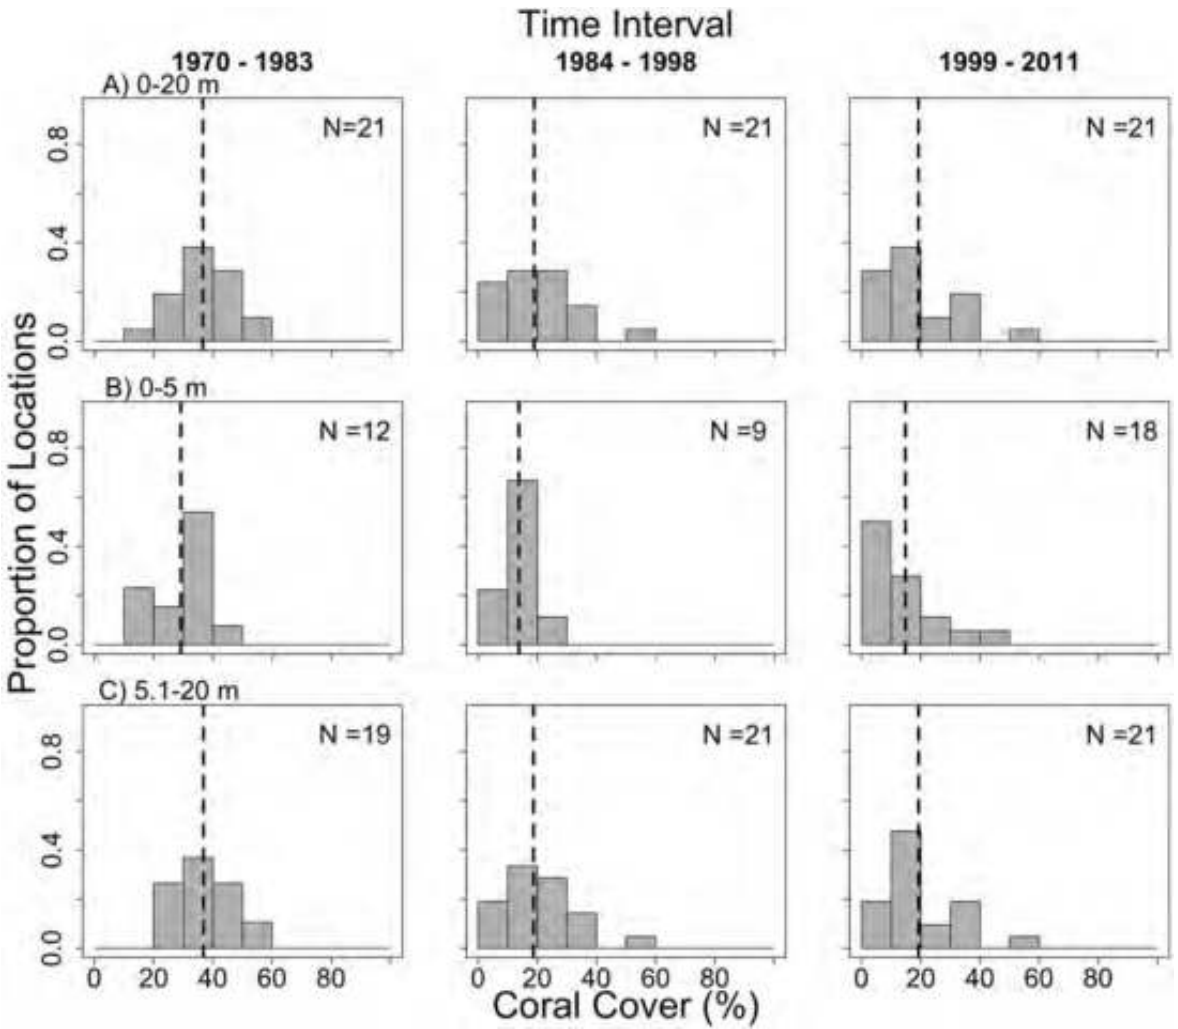 Time Interval
1970 - 1983
1984 - 1998
1999 - 2011
A) 0-20 m
N=21
N =21
N =21
0.8
0.4
0.0
B) 0-5 m
N =12
N =9
N =18
0.8
0.4
0.0
C) 5.1-20 m
N =19
N =21
N =21
0.8
0.4
0.0
0 20 40 60 80
0 20 40 60 80
0 20 40 60 80
Proportion of Locations
Coral Cover (%)